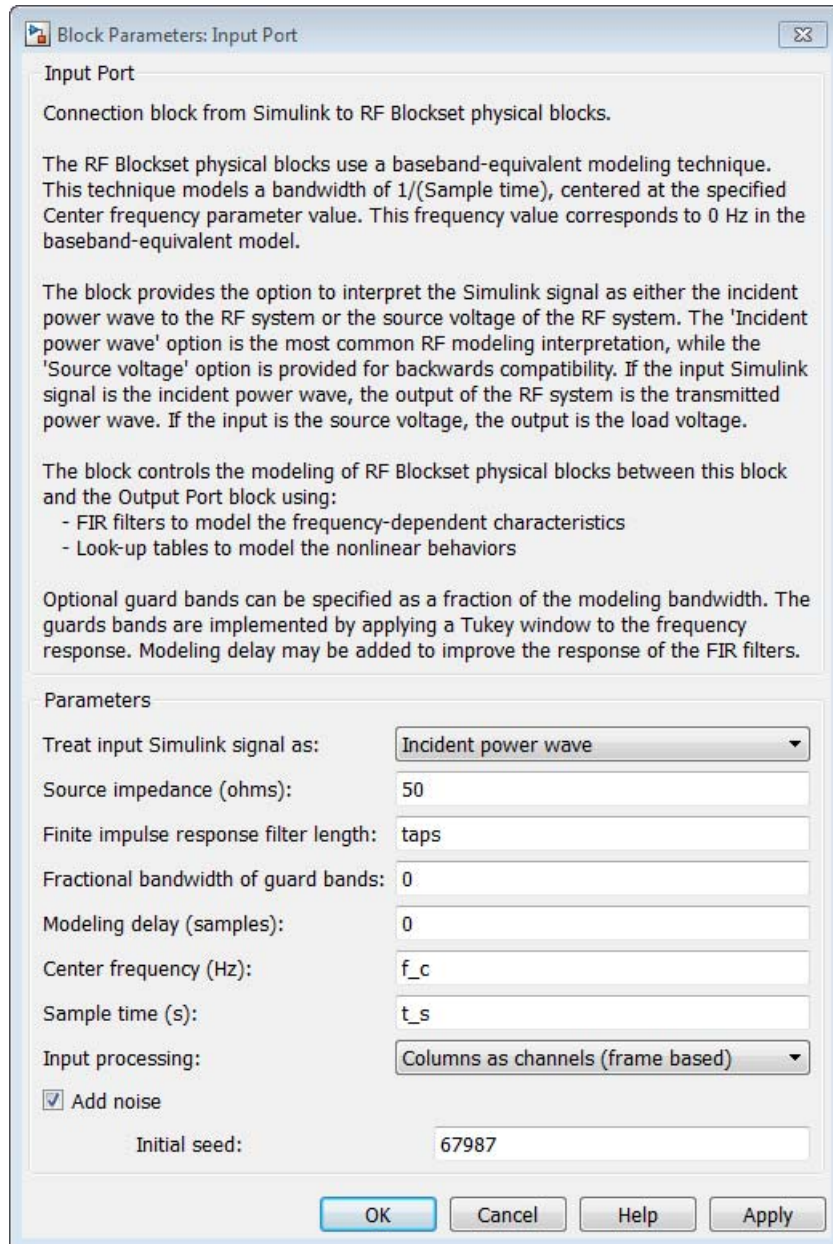 Block Parameters: Input Port
Input Port
Connection block from Simulink to RF Blockset physical blocks.
The RF Blockset physical blocks use a baseband-equivalent modeling technique.
This technique models a bandwidth of 1/(Sample time), centered at the specified
Center frequency parameter value. This frequency value corresponds to 0 Hz in the
baseband-equivalent model.
The block provides the option to interpret the Simulink signal as either the incident
power wave to the RF system or the source voltage of the RF system. The 'Incident
power wave' option is the most common RF modeling interpretation, while the
'Source voltage' option is provided for backwards compatibility. If the input Simulink
signal is the incident power wave, the output of the RF system is the transmitted
power wave. If the input is the source voltage, the output is the load voltage.
The block controls the modeling of RF Blockset physical blocks between this block
and the Output Port block using:
- FIR filters to model the frequency-dependent characteristics
- Look-up tables to model the nonlinear behaviors
Optional guard bands can be specified as a fraction of the modeling bandwidth. The
guards bands are implemented by applying a Tukey window to the frequency
response. Modeling delay may be added to improve the response of the FIR filters.
Parameters
Treat input Simulink signal as: Incident power wave
Source impedance (ohms): 50
Finite impulse response filter length: taps
Fractional bandwidth of guard bands: 0
Modeling delay (samples): 0
Center frequency (Hz): f_c
Sample time (s): t_s
Input processing: Columns as channels (frame based)
Add noise
Initial seed: 67987
OK Cancel Help Apply